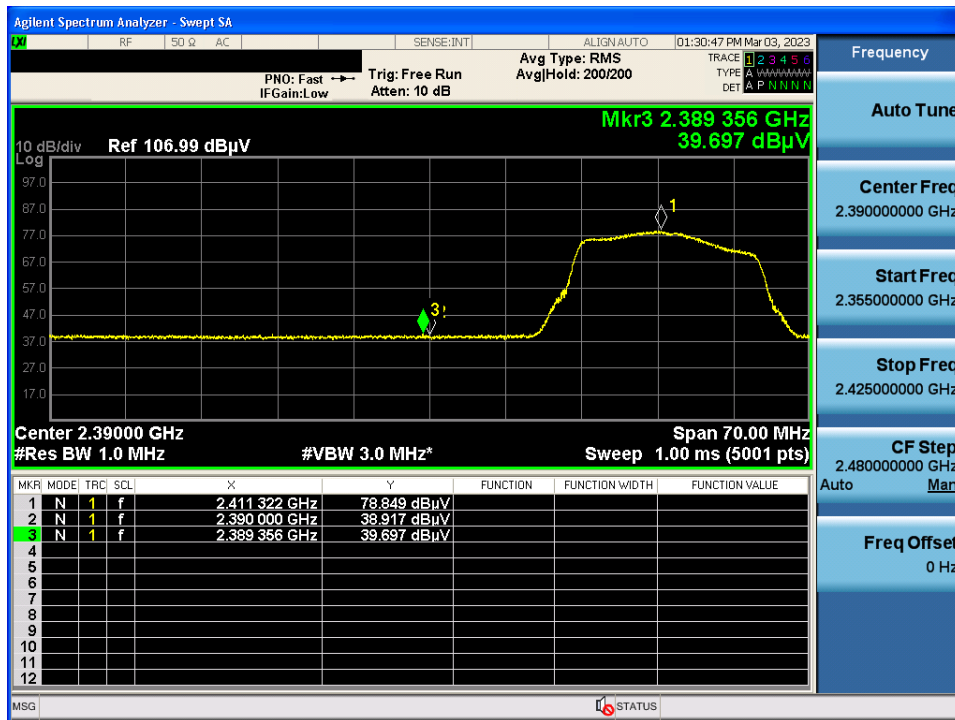 Agilent Spectrum Analyzer - Swept SA
LXI RF 50 Ω AC SENSE:INT ALIGN AUTO 01:30:47 PM Mar 03, 2023
Frequency
PNO: Fast Trig: Free Run Avg Type: RMS TRACE 1 2 3 4 5 6
IFGain:Low Atten: 10 dB Avg|Hold: 200/200 TYPE A WWWWWW
DET A P N N N N
Auto Tune
Mkr3 2.389 356 GHz
39.697 dBµV
10 dB/div Ref 106.99 dBµV
Log
97.0
87.0
77.0
67.0
57.0
47.0
37.0
27.0
17.0
1
3
Center 2.39000 GHz Span 70.00 MHz
#Res BW 1.0 MHz #VBW 3.0 MHz* Sweep 1.00 ms (5001 pts)
Center Freq
2.390000000 GHz
Start Freq
2.355000000 GHz
Stop Freq
2.425000000 GHz
CF Step
2.480000000 GHz
Auto Man
Freq Offset
0 Hz
MKR MODE TRC SCL X Y FUNCTION FUNCTION WIDTH FUNCTION VALUE
1 N 1 f 2.411 322 GHz 78.849 dBµV
2 N 1 f 2.390 000 GHz 38.917 dBµV
3 N 1 f 2.389 356 GHz 39.697 dBµV
4
5
6
7
8
9
10
11
12
MSG STATUS